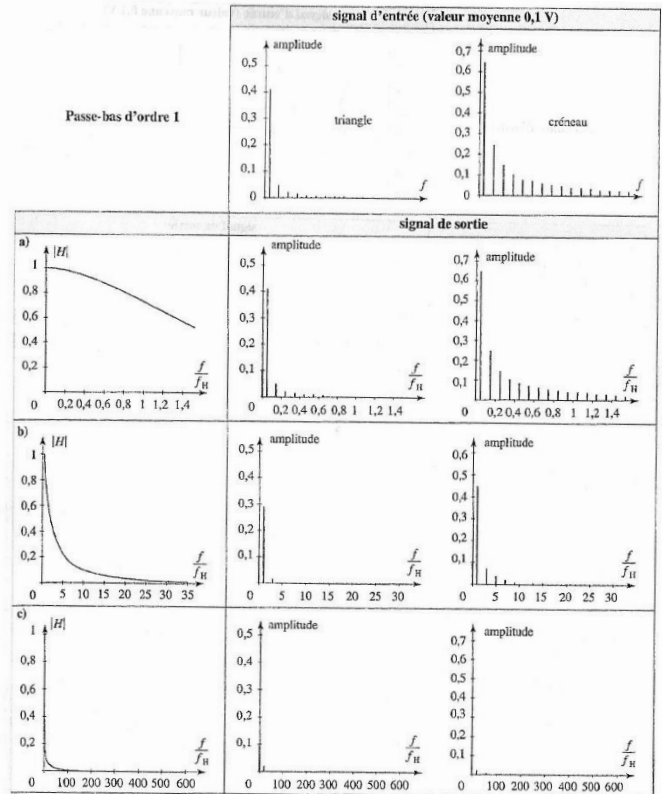 signal d'entrée (valeur moyenne 0,1 V)
Passe-bas d'ordre 1
amplitude
0,5
0,4
0,3
0,2
0,1
0
triangle
f
amplitude
0,7
0,6
0,5
0,4
0,3
0,2
0,1
0
créneau
f
signal de sortie
a)
|H|
1
0,8
0,6
0,4
0,2
0
f
f_H
0,2 0,4 0,6 0,8 1 1,2 1,4
amplitude
0,5
0,4
0,3
0,2
0,1
0
f
f_H
0,2 0,4 0,6 0,8 1 1,2 1,4
amplitude
0,7
0,6
0,5
0,4
0,3
0,2
0,1
0
f
f_H
0,2 0,4 0,6 0,8 1 1,2 1,4
b)
|H|
1
0,8
0,6
0,4
0,2
0
f
f_H
5 10 15 20 25 30 35
amplitude
0,5
0,4
0,3
0,2
0,1
0
f
f_H
5 10 15 20 25 30
amplitude
0,6
0,5
0,4
0,3
0,2
0,1
0
f
f_H
5 10 15 20 25 30
c)
|H|
1
0,8
0,6
0,4
0,2
0
f
f_H
100 200 300 400 500 600
amplitude
0,5
0,4
0,3
0,2
0,1
0
f
f_H
100 200 300 400 500 600
amplitude
0,7
0,6
0,5
0,4
0,3
0,2
0,1
0
f
f_H
100 200 300 400 500 600